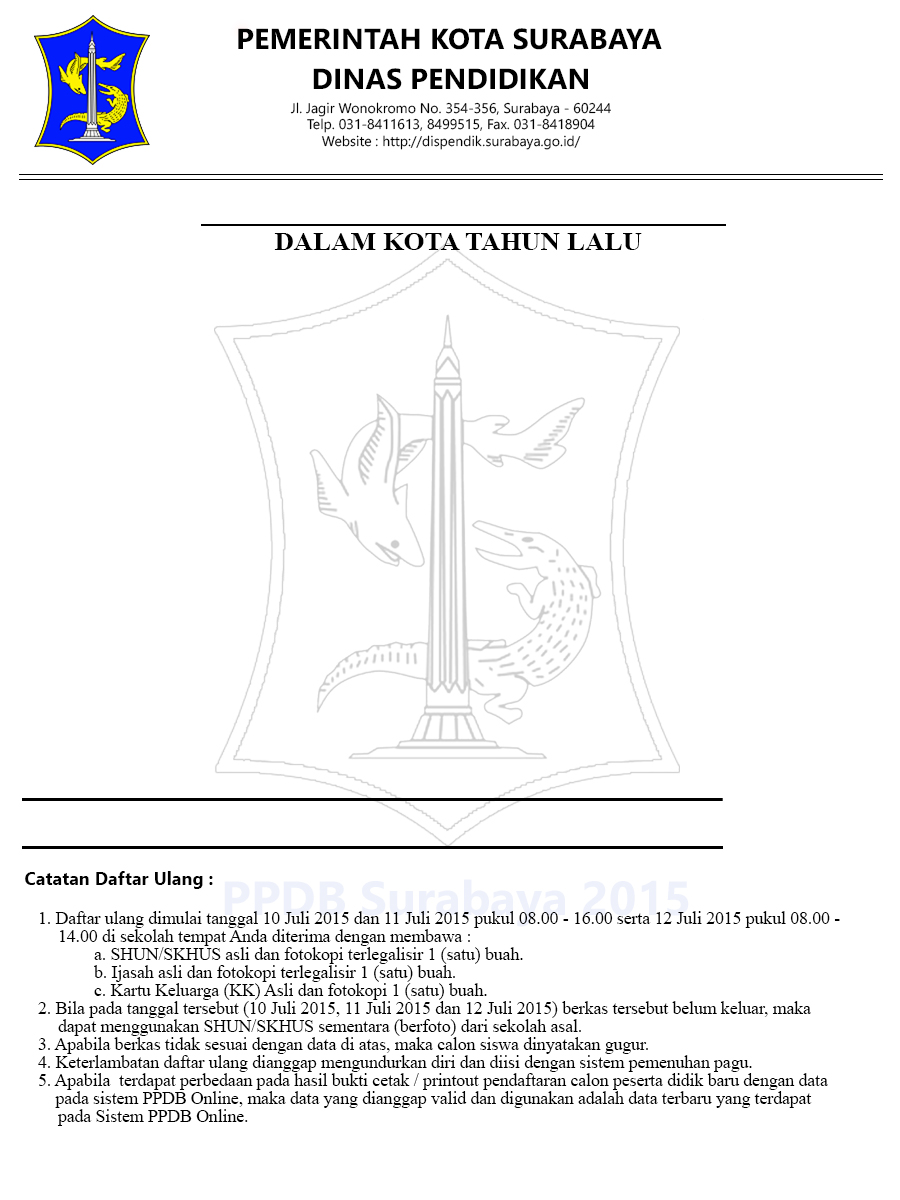 PEMERINTAH KOTA SURABAYA
DINAS PENDIDIKAN
Jl. Jagir Wonokromo No. 354-356, Surabaya - 60244
Telp. 031-8411613, 8499515, Fax. 031-8418904
Website : http://dispendik.surabaya.go.id/
DALAM KOTA TAHUN LALU
Catatan Daftar Ulang :
PPDB Surabaya 2015
1. Daftar ulang dimulai tanggal 10 Juli 2015 dan 11 Juli 2015 pukul 08.00 - 16.00 serta 12 Juli 2015 pukul 08.00 -
14.00 di sekolah tempat Anda diterima dengan membawa :
a. SHUN/SKHUS asli dan fotokopi terlegalisir 1 (satu) buah.
b. Ijasah asli dan fotokopi terlegalisir 1 (satu) buah.
c. Kartu Keluarga (KK) Asli dan fotokopi 1 (satu) buah.
2. Bila pada tanggal tersebut (10 Juli 2015, 11 Juli 2015 dan 12 Juli 2015) berkas tersebut belum keluar, maka
dapat menggunakan SHUN/SKHUS sementara (berfoto) dari sekolah asal.
3. Apabila berkas tidak sesuai dengan data di atas, maka calon siswa dinyatakan gugur.
4. Keterlambatan daftar ulang dianggap mengundurkan diri dan diisi dengan sistem pemenuhan pagu.
5. Apabila  terdapat perbedaan pada hasil bukti cetak / printout pendaftaran calon peserta didik baru dengan data
pada sistem PPDB Online, maka data yang dianggap valid dan digunakan adalah data terbaru yang terdapat
pada Sistem PPDB Online.